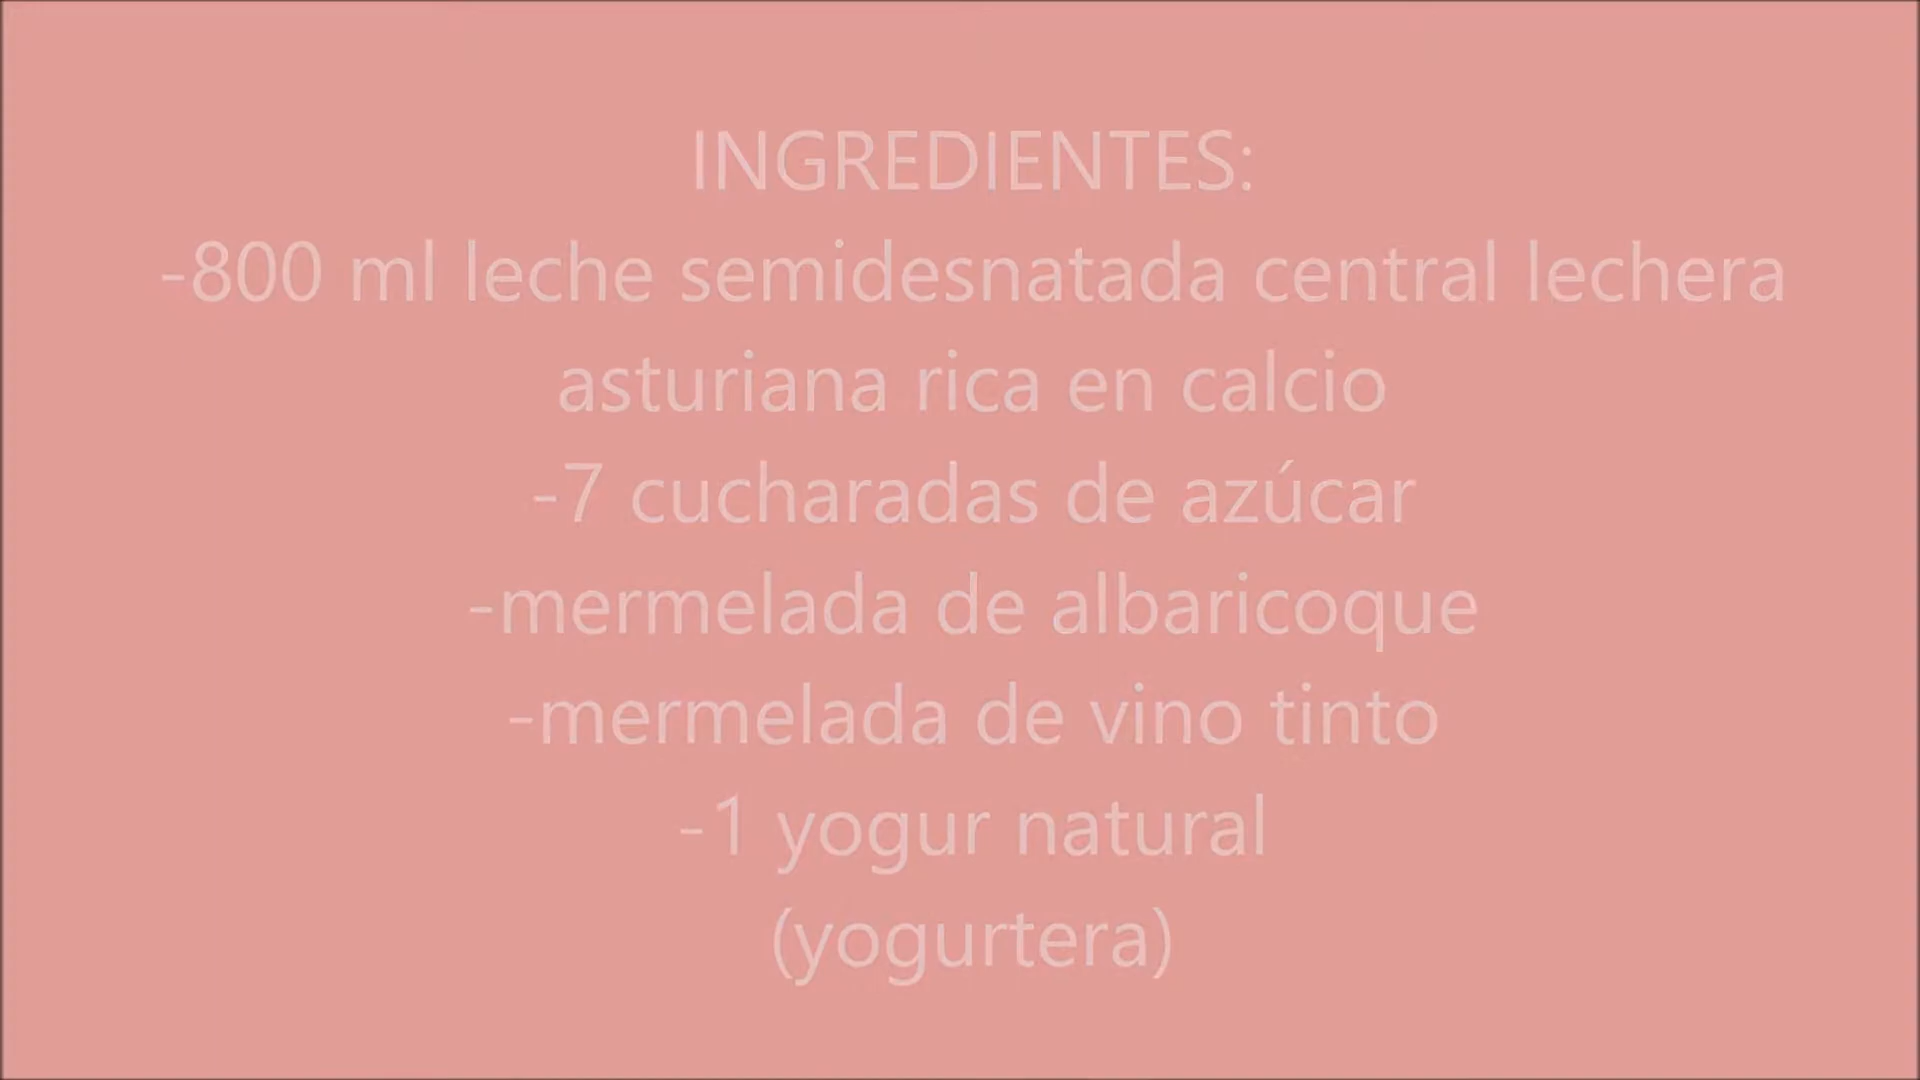 INGREDIENTES:
-800 ml leche semidesnatada central lechera
asturiana rica en calcio
-7 cucharadas de azúcar
-mermelada de albaricoque
-mermelada de vino tinto
-1 yogur natural
(yogurtera)